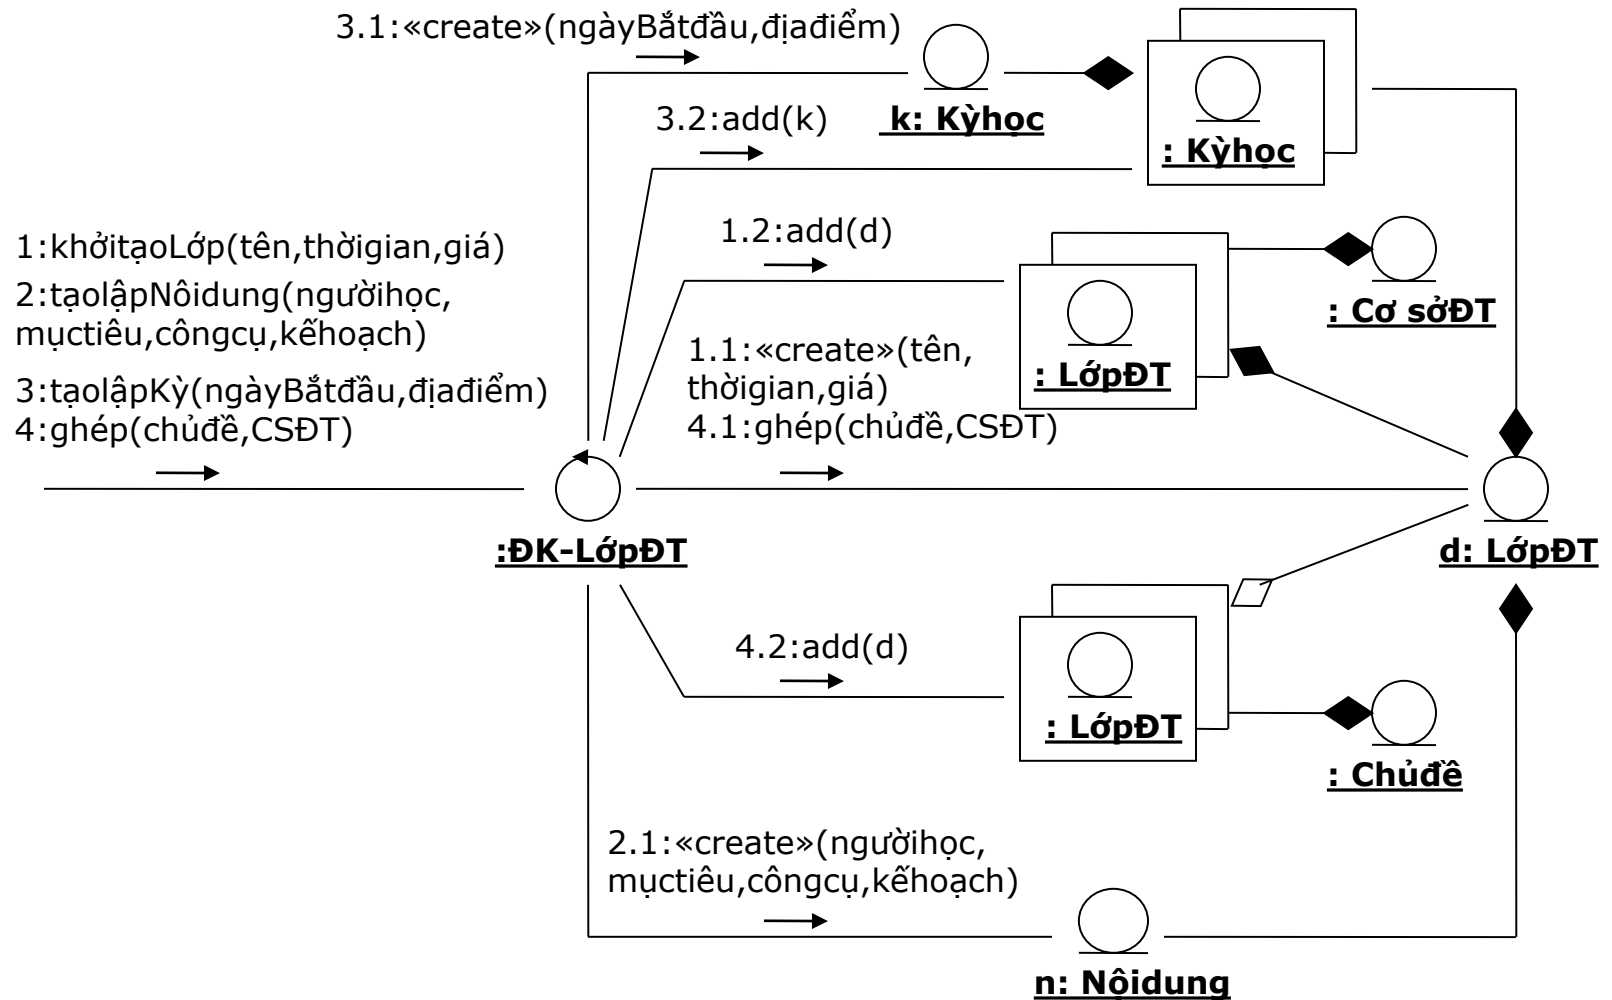 3.1:«create»(ngàyBắtđầu,địađiểm)
3.2:add(k)
k: Kỳhọc
: Kỳhọc
1:khởitạoLớp(tên,thờigian,giá)
2:tạolậpNôidung(ngườihọc,
mụctiêu,côngcụ,kếhoạch)
3:tạolậpKỳ(ngàyBắtđầu,địađiểm)
4:ghép(chủđề,CSĐT)
1.2:add(d)
: Cơ sởĐT
1.1:«create»(tên,
thờigian,giá)
4.1:ghép(chủđề,CSĐT)
: LớpĐT
:ĐK-LớpĐT
d: LớpĐT
4.2:add(d)
: LớpĐT
: Chủđề
2.1:«create»(ngườihọc,
mụctiêu,côngcụ,kếhoạch)
n: Nộidung